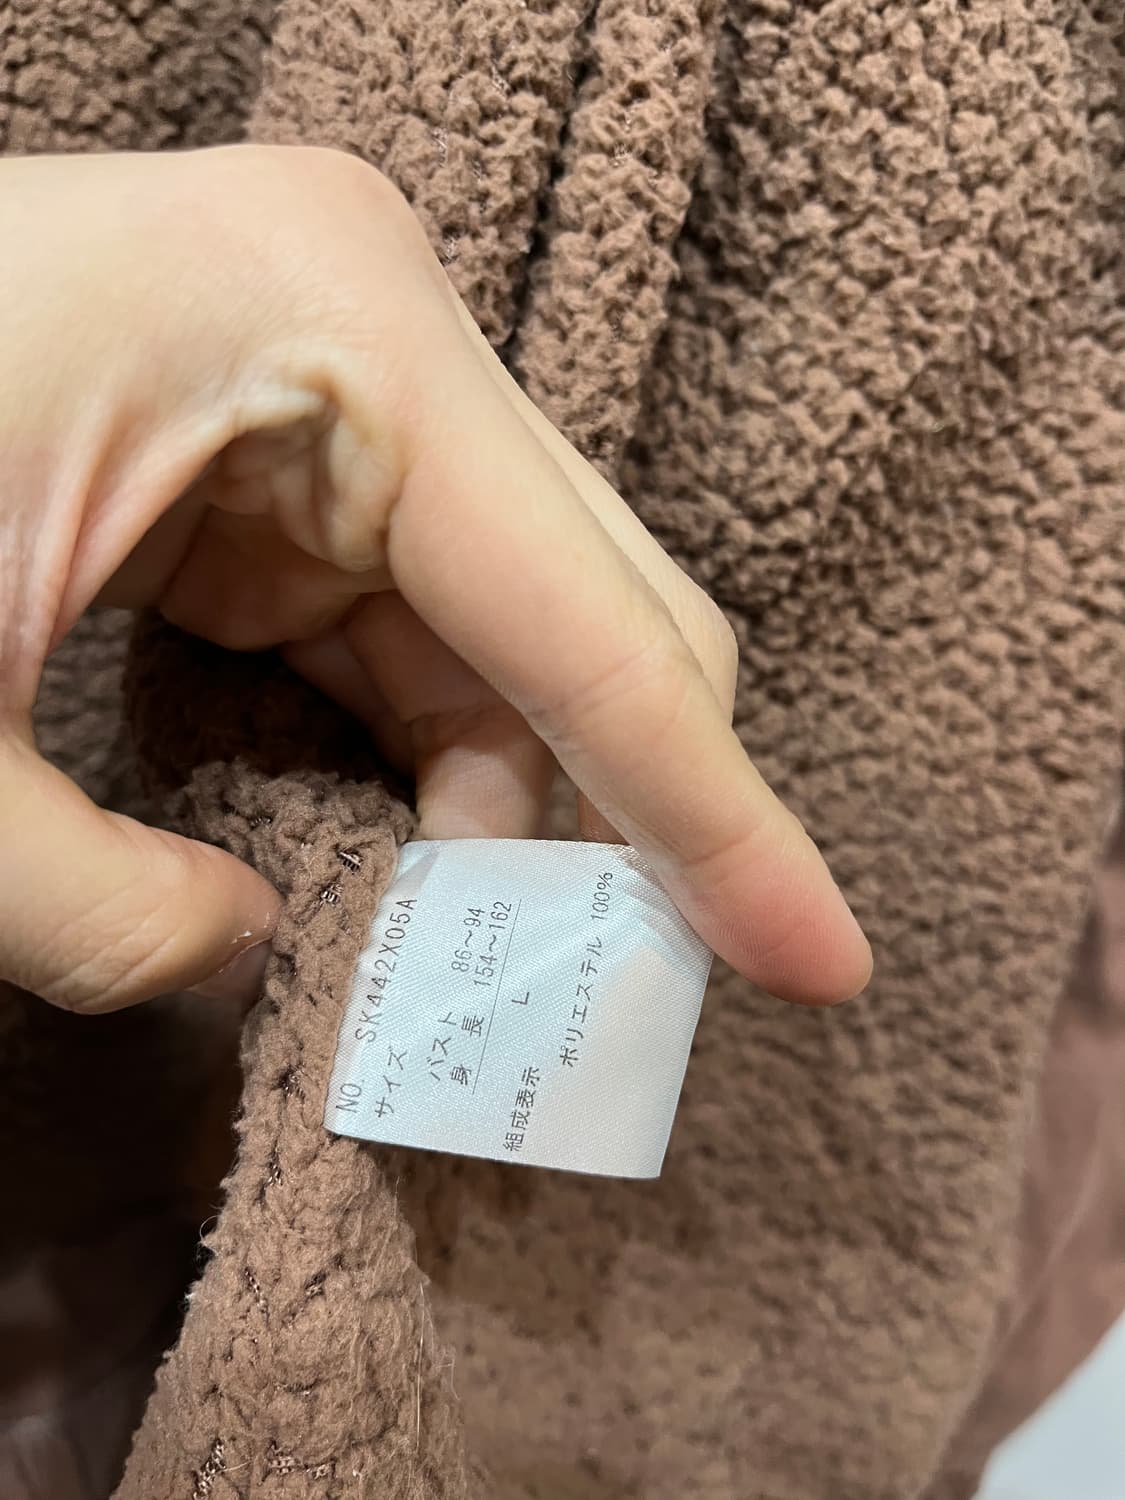 NO. SK442X05A
サイズ
バスト 86～94
身 長 154～162
L
組成表示
ポリエステル 100%